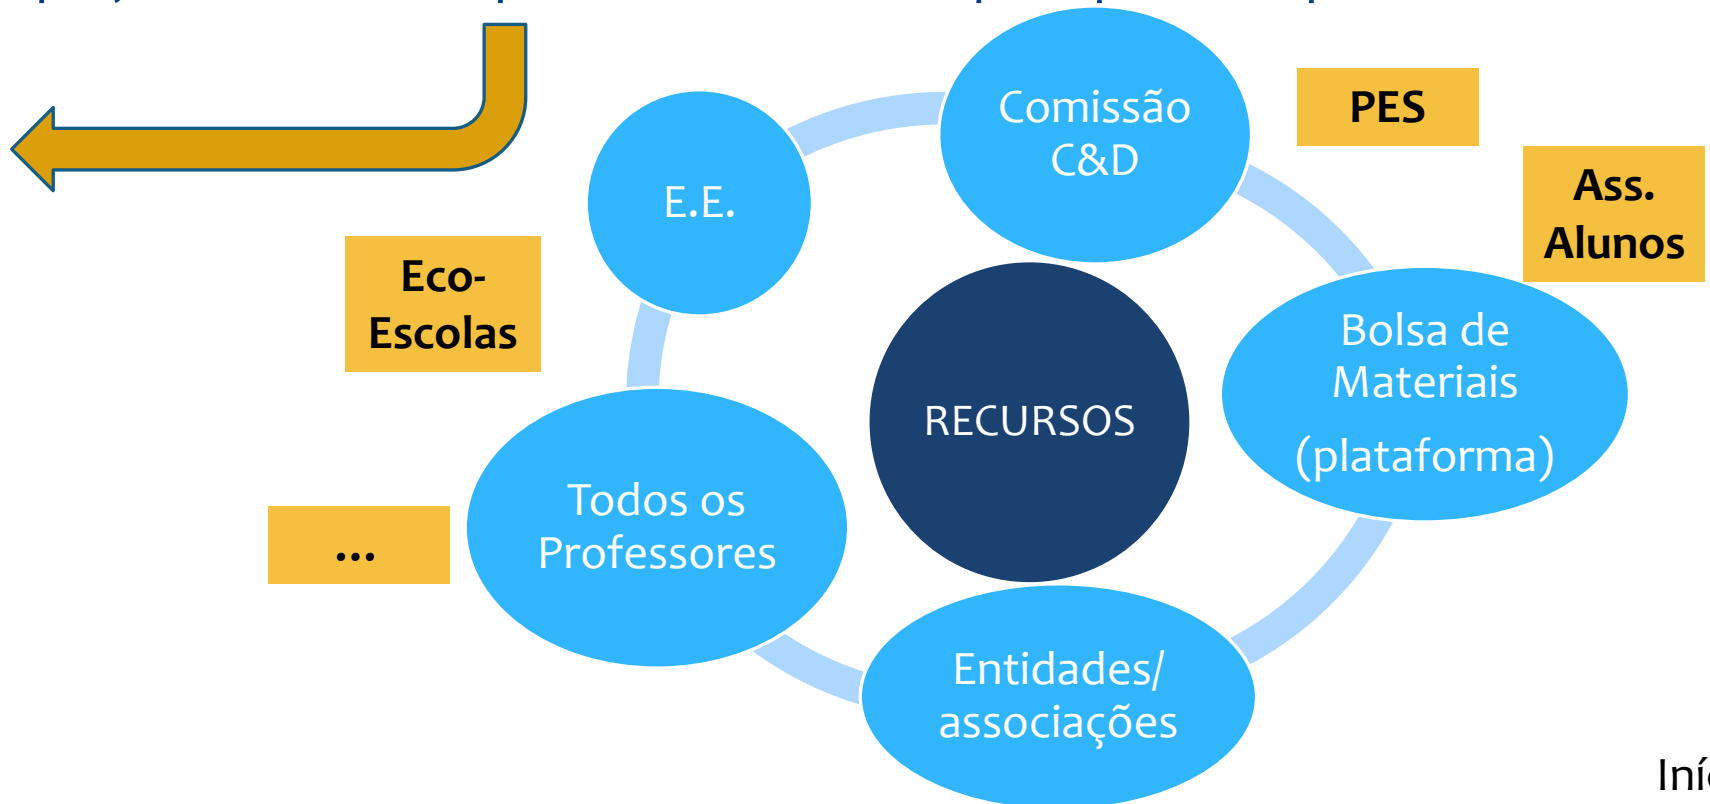 Comissão
C&D
PES
Ass.
Alunos
E.E.
Eco-
Escolas
Bolsa de
Materiais
(plataforma)
RECURSOS
Todos os
Professores
...
Entidades/
associações